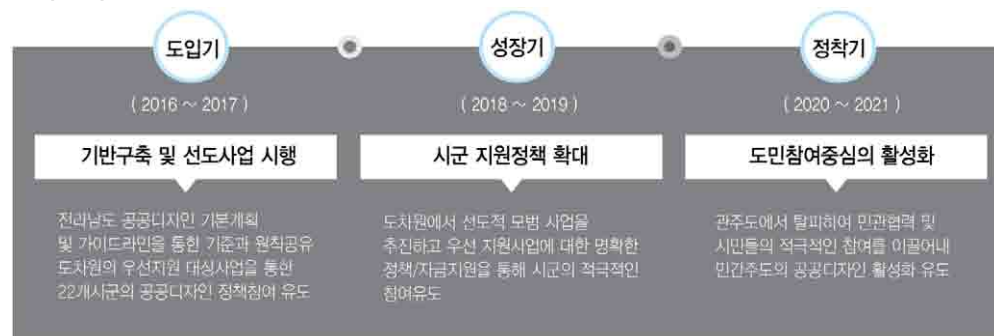 도입기
성장기
정착기
( 2016 ~ 2017 )
( 2018 ~ 2019 )
( 2020 ~ 2021 )
기반구축 및 선도사업 시행
시군 지원정책 확대
도민참여중심의 활성화
전라남도 공공디자인 기본계획
및 가이드라인을 통한 기준과 원칙공유
도차원의 우선지원 대상사업을 통한
22개시군의 공공디자인 정책참여 유도
도차원에서 선도적 모범 사업을
추진하고 우선 지원사업에 대한 명확한
정책/자금지원을 통해 시군의 적극적인
참여유도
관주도에서 탈피하여 민관협력 및
시민들의 적극적인 참여를 이끌어내
민간주도의 공공디자인 활성화 유도